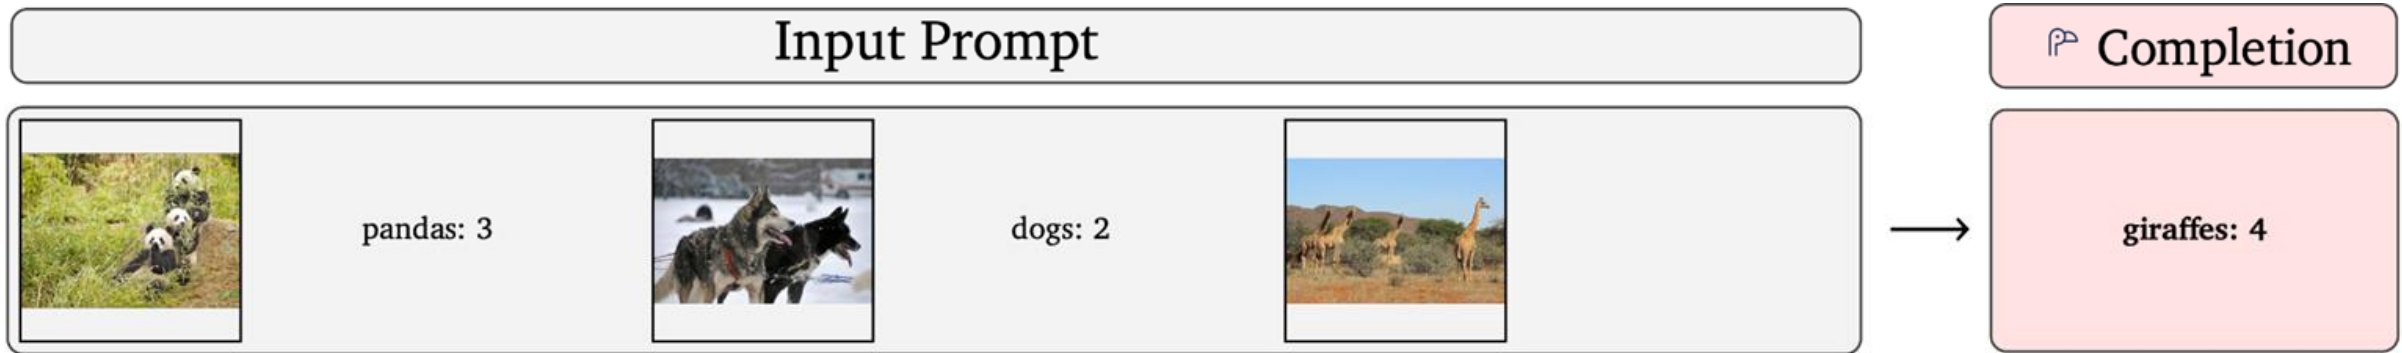 Input Prompt
Completion
pandas: 3
dogs: 2
giraffes: 4